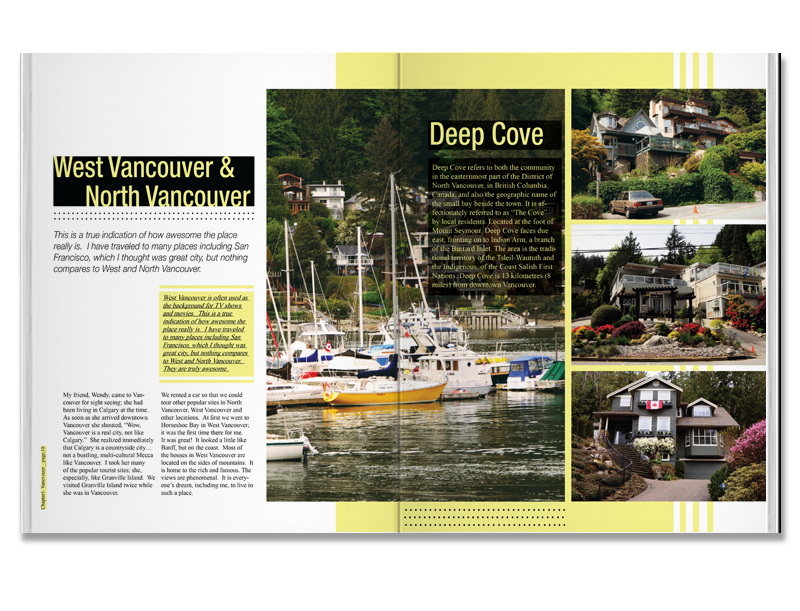 West Vancouver &
North Vancouver
This is a true indication of how awesome the place
really is.  I have traveled to many places including San
Francisco, which I thought was great city, but nothing
compares to West and North Vancouver.
West Vancouver is often used as
the background for TV shows
and movies.  This is a true
indication of how awesome the
place really is.  I have traveled
to many places including San
Francisco, which I thought was
great city, but nothing compares
to West and North Vancouver.
They are truly awesome.
My friend, Wendy, came to Van-
couver for sight seeing; she had
been living in Calgary at the time.
As soon as she arrived downtown
Vancouver she shouted, “Wow,
Vancouver is a real city, not like
Calgary.”  She realized immediately
that Calgary is a countryside city…
not a bustling, multi-cultural Mecca
like Vancouver.  I took her many
of the popular tourist sites; she,
especially, like Granville Island.  We
visited Granville Island twice while
she was in Vancouver.
We rented a car so that we could
tour other popular sites in North
Vancouver, West Vancouver and
other locations.  At first we went to
Horseshoe Bay in West Vancouver;
it was the first time there for me.
It was great!  It looked a little like
Banff, but on the coast.  Most of
the houses in West Vancouver are
located on the sides of mountains.  It
is home to the rich and famous. The
views are phenomenal.  It is every-
one’s dream, including me, to live in
such a place.
Chapter1_Vancouver _ page.18
Deep Cove
Deep Cove refers to both the community
in the easternmost part of the District of
North Vancouver, in British Columbia,
Canada, and also the geographic name of
the small bay beside the town. It is af-
fectionately referred to as “The Cove”
by local residents. Located at the foot of
Mount Seymour, Deep Cove faces due
east, fronting on to Indian Arm, a branch
of the Burrard Inlet. The area is the tradi-
tional territory of the Tsleil-Waututh and
the Indigenous, of the Coast Salish First
Nations. Deep Cove is 13 kilometres (8
miles) from downtown Vancouver.